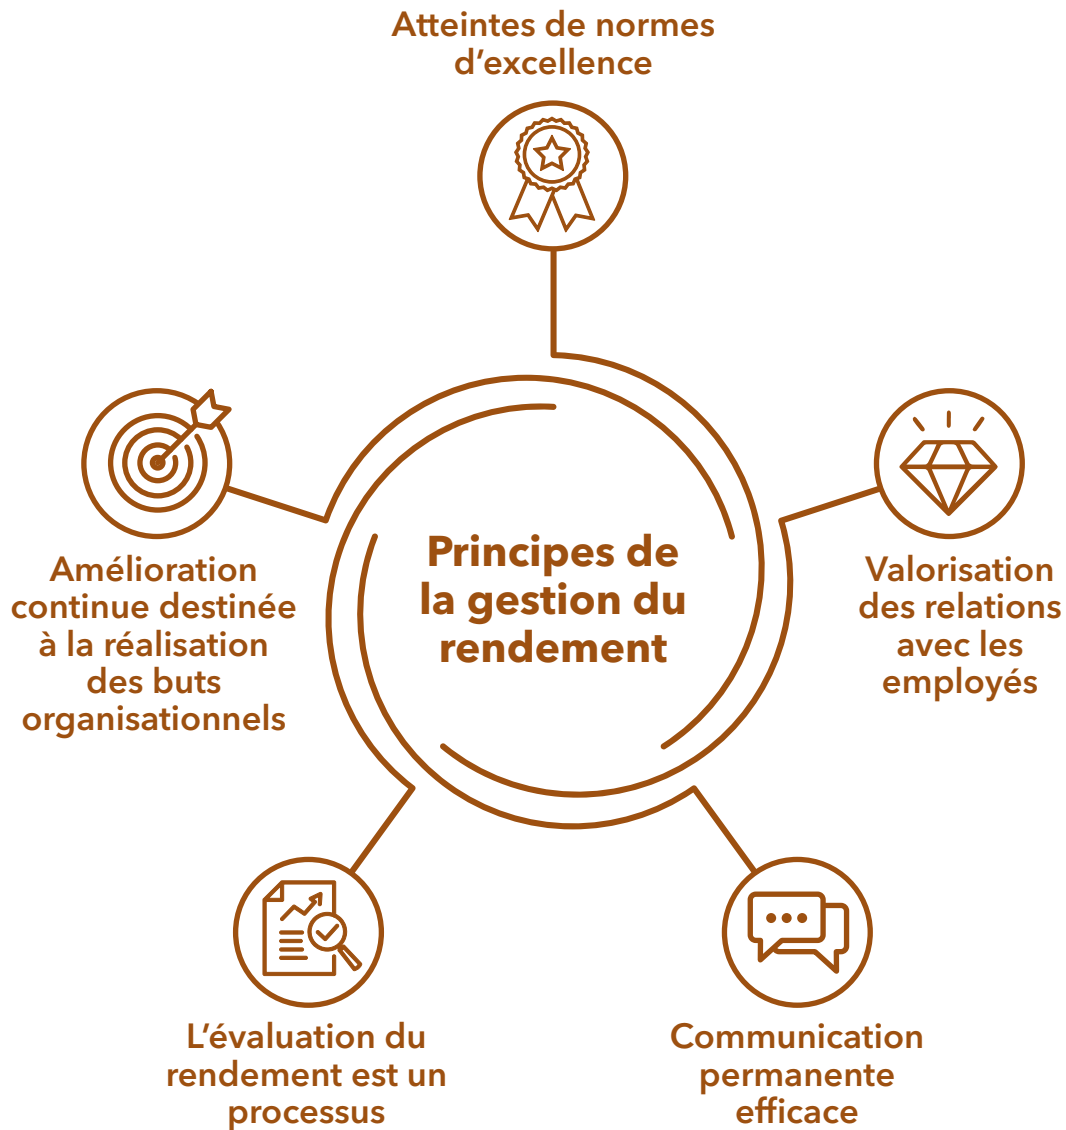 Atteintes de normes
d’excellence
Principes de
la gestion du
rendement
Amélioration
continue destinée
à la réalisation
des buts
organisationnels
Valorisation
des relations
avec les
employés
L’évaluation du
rendement est un
processus
Communication
permanente
efficace